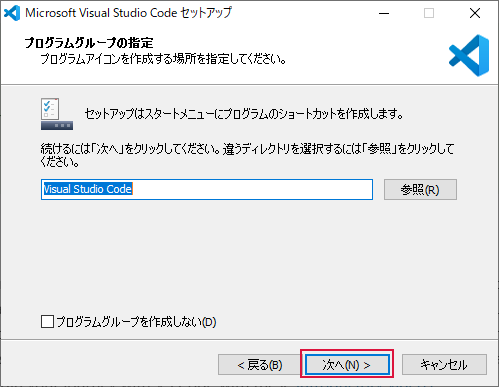 Microsoft Visual Studio Code セットアップ
プログラムグループの指定
プログラムアイコンを作成する場所を指定してください。
セットアップはスタートメニューにプログラムのショートカットを作成します。
続けるには「次へ」をクリックしてください。違うディレクトリを選択するには「参照」をクリックして
ください。
Visual Studio Code
参照(R)
プログラムグループを作成しない(D)
< 戻る(B)
次へ(N) >
キャンセル